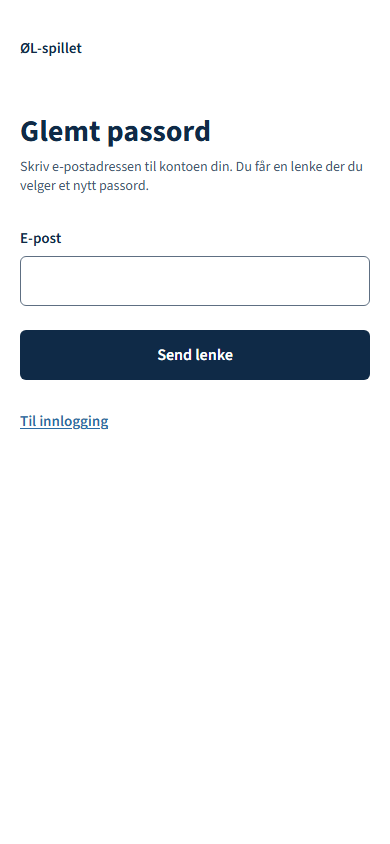 ØL-spillet
Glemt passord
Skriv e-postadressen til kontoen din. Du får en lenke der du
velger et nytt passord.
E-post
Send lenke
Til innlogging